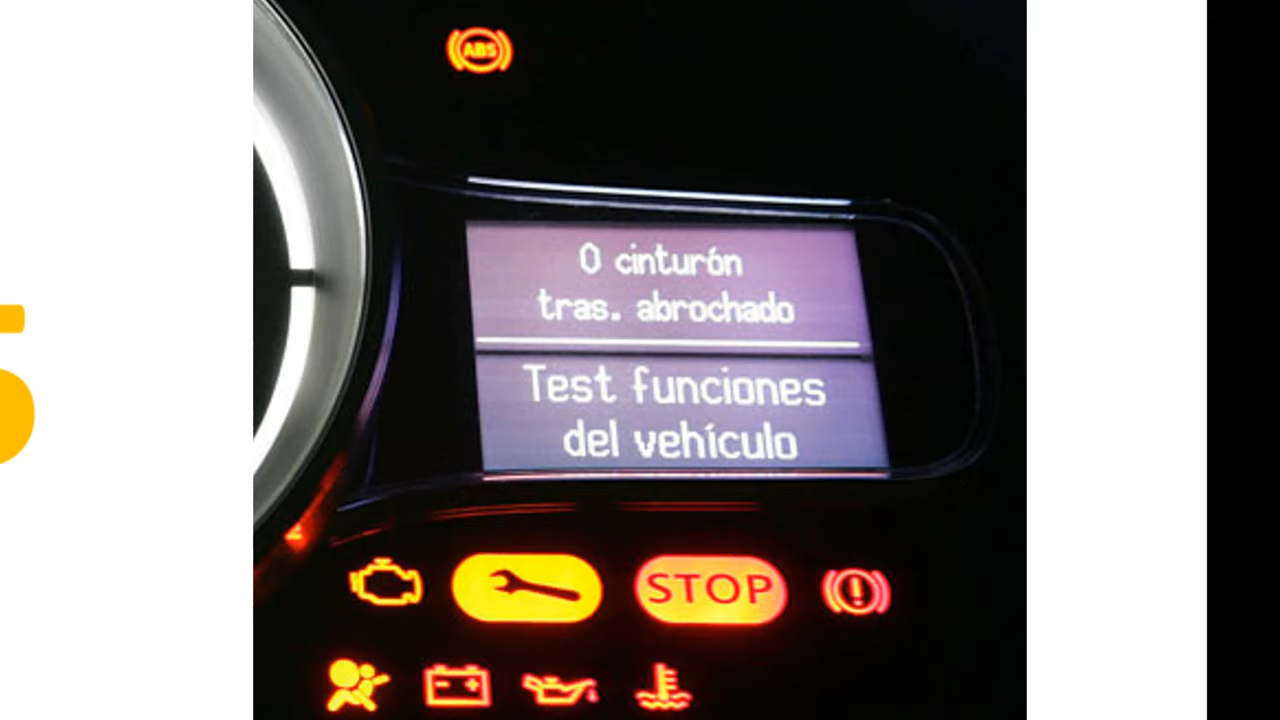 ABS
0 cinturón
tras. abrochado
Test funciones
del vehículo
STOP